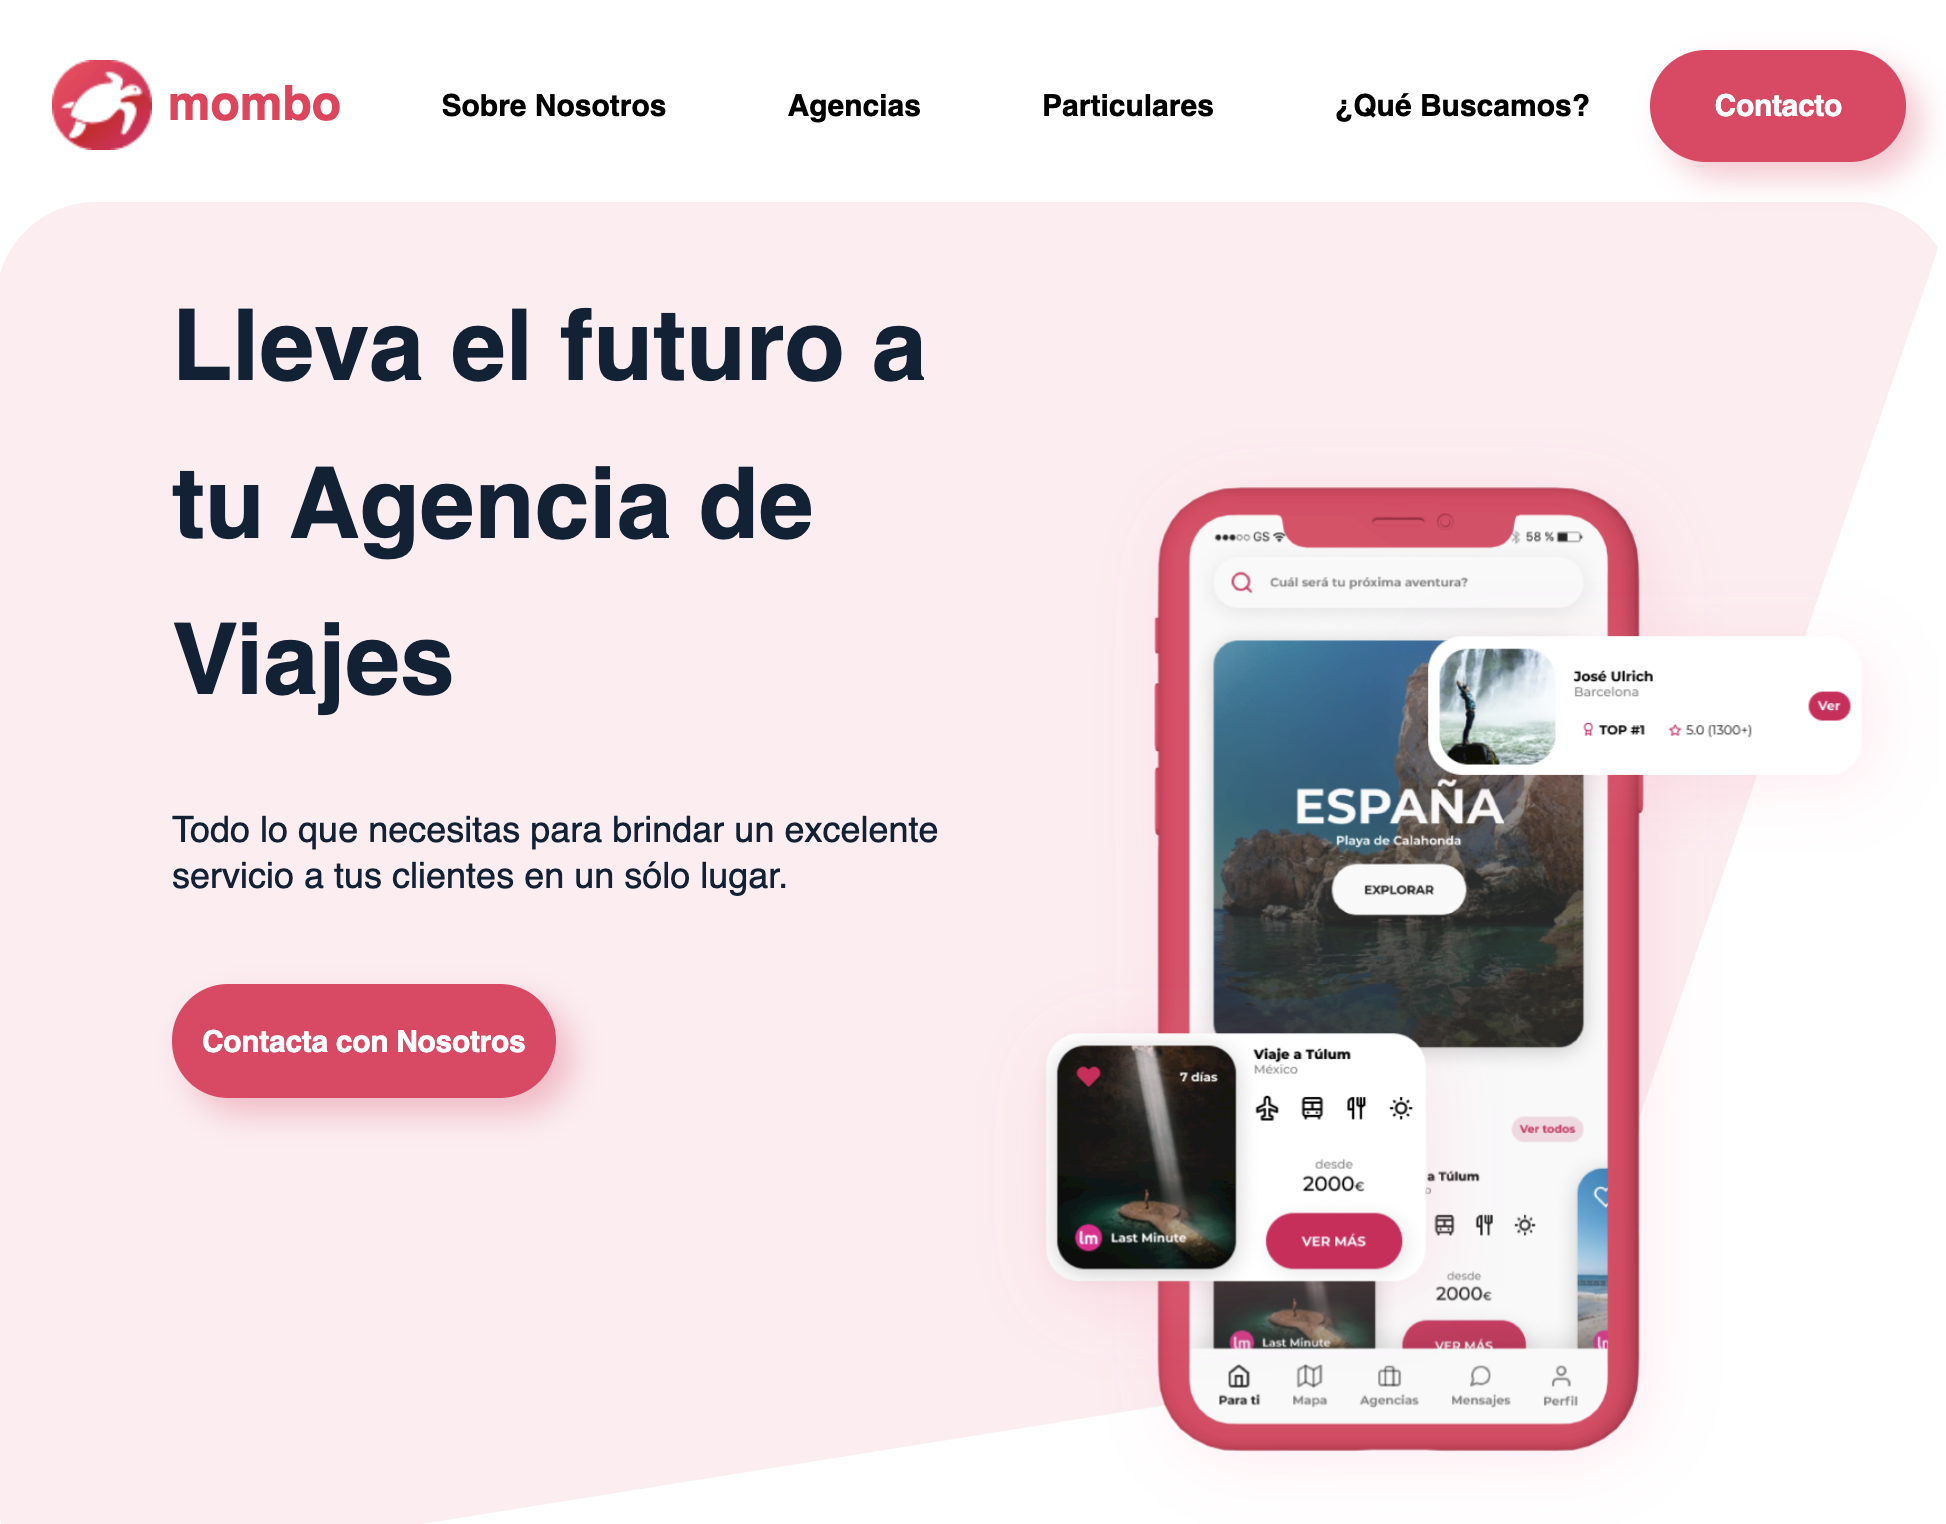 mombo
Sobre Nosotros
Agencias
Particulares
¿Qué Buscamos?
Contacto
Lleva el futuro a
tu Agencia de
Viajes
Todo lo que necesitas para brindar un excelente
servicio a tus clientes en un sólo lugar.
Contacta con Nosotros
GS
58 %
Cuál será tu próxima aventura?
José Ulrich
Barcelona
TOP #1
5.0 (1300+)
Ver
ESPAÑA
Playa de Calahonda
EXPLORAR
7 días
Viaje a Túlum
México
desde
2000€
VER MÁS
lm Last Minute
Ver todos
a Túlum
o
desde
2000€
VER MÁS
lm Last Minute
Para ti
Mapa
Agencias
Mensajes
Perfil